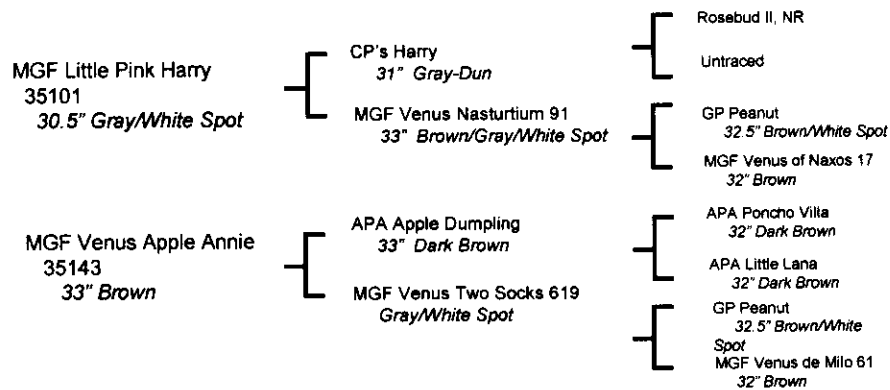 MGF Little Pink Harry
35101
30.5" Gray/White Spot
CP's Harry
31" Gray-Dun
MGF Venus Nasturtium 91
33" Brown/Gray/White Spot
Rosebud II, NR
Untraced
GP Peanut
32.5" Brown/White Spot
MGF Venus of Naxos 17
32" Brown
MGF Venus Apple Annie
35143
33" Brown
APA Apple Dumpling
33" Dark Brown
MGF Venus Two Socks 619
Gray/White Spot
APA Poncho Villa
32" Dark Brown
APA Little Lana
32" Dark Brown
GP Peanut
32.5" Brown/White
Spot
MGF Venus de Milo 61
32" Brown